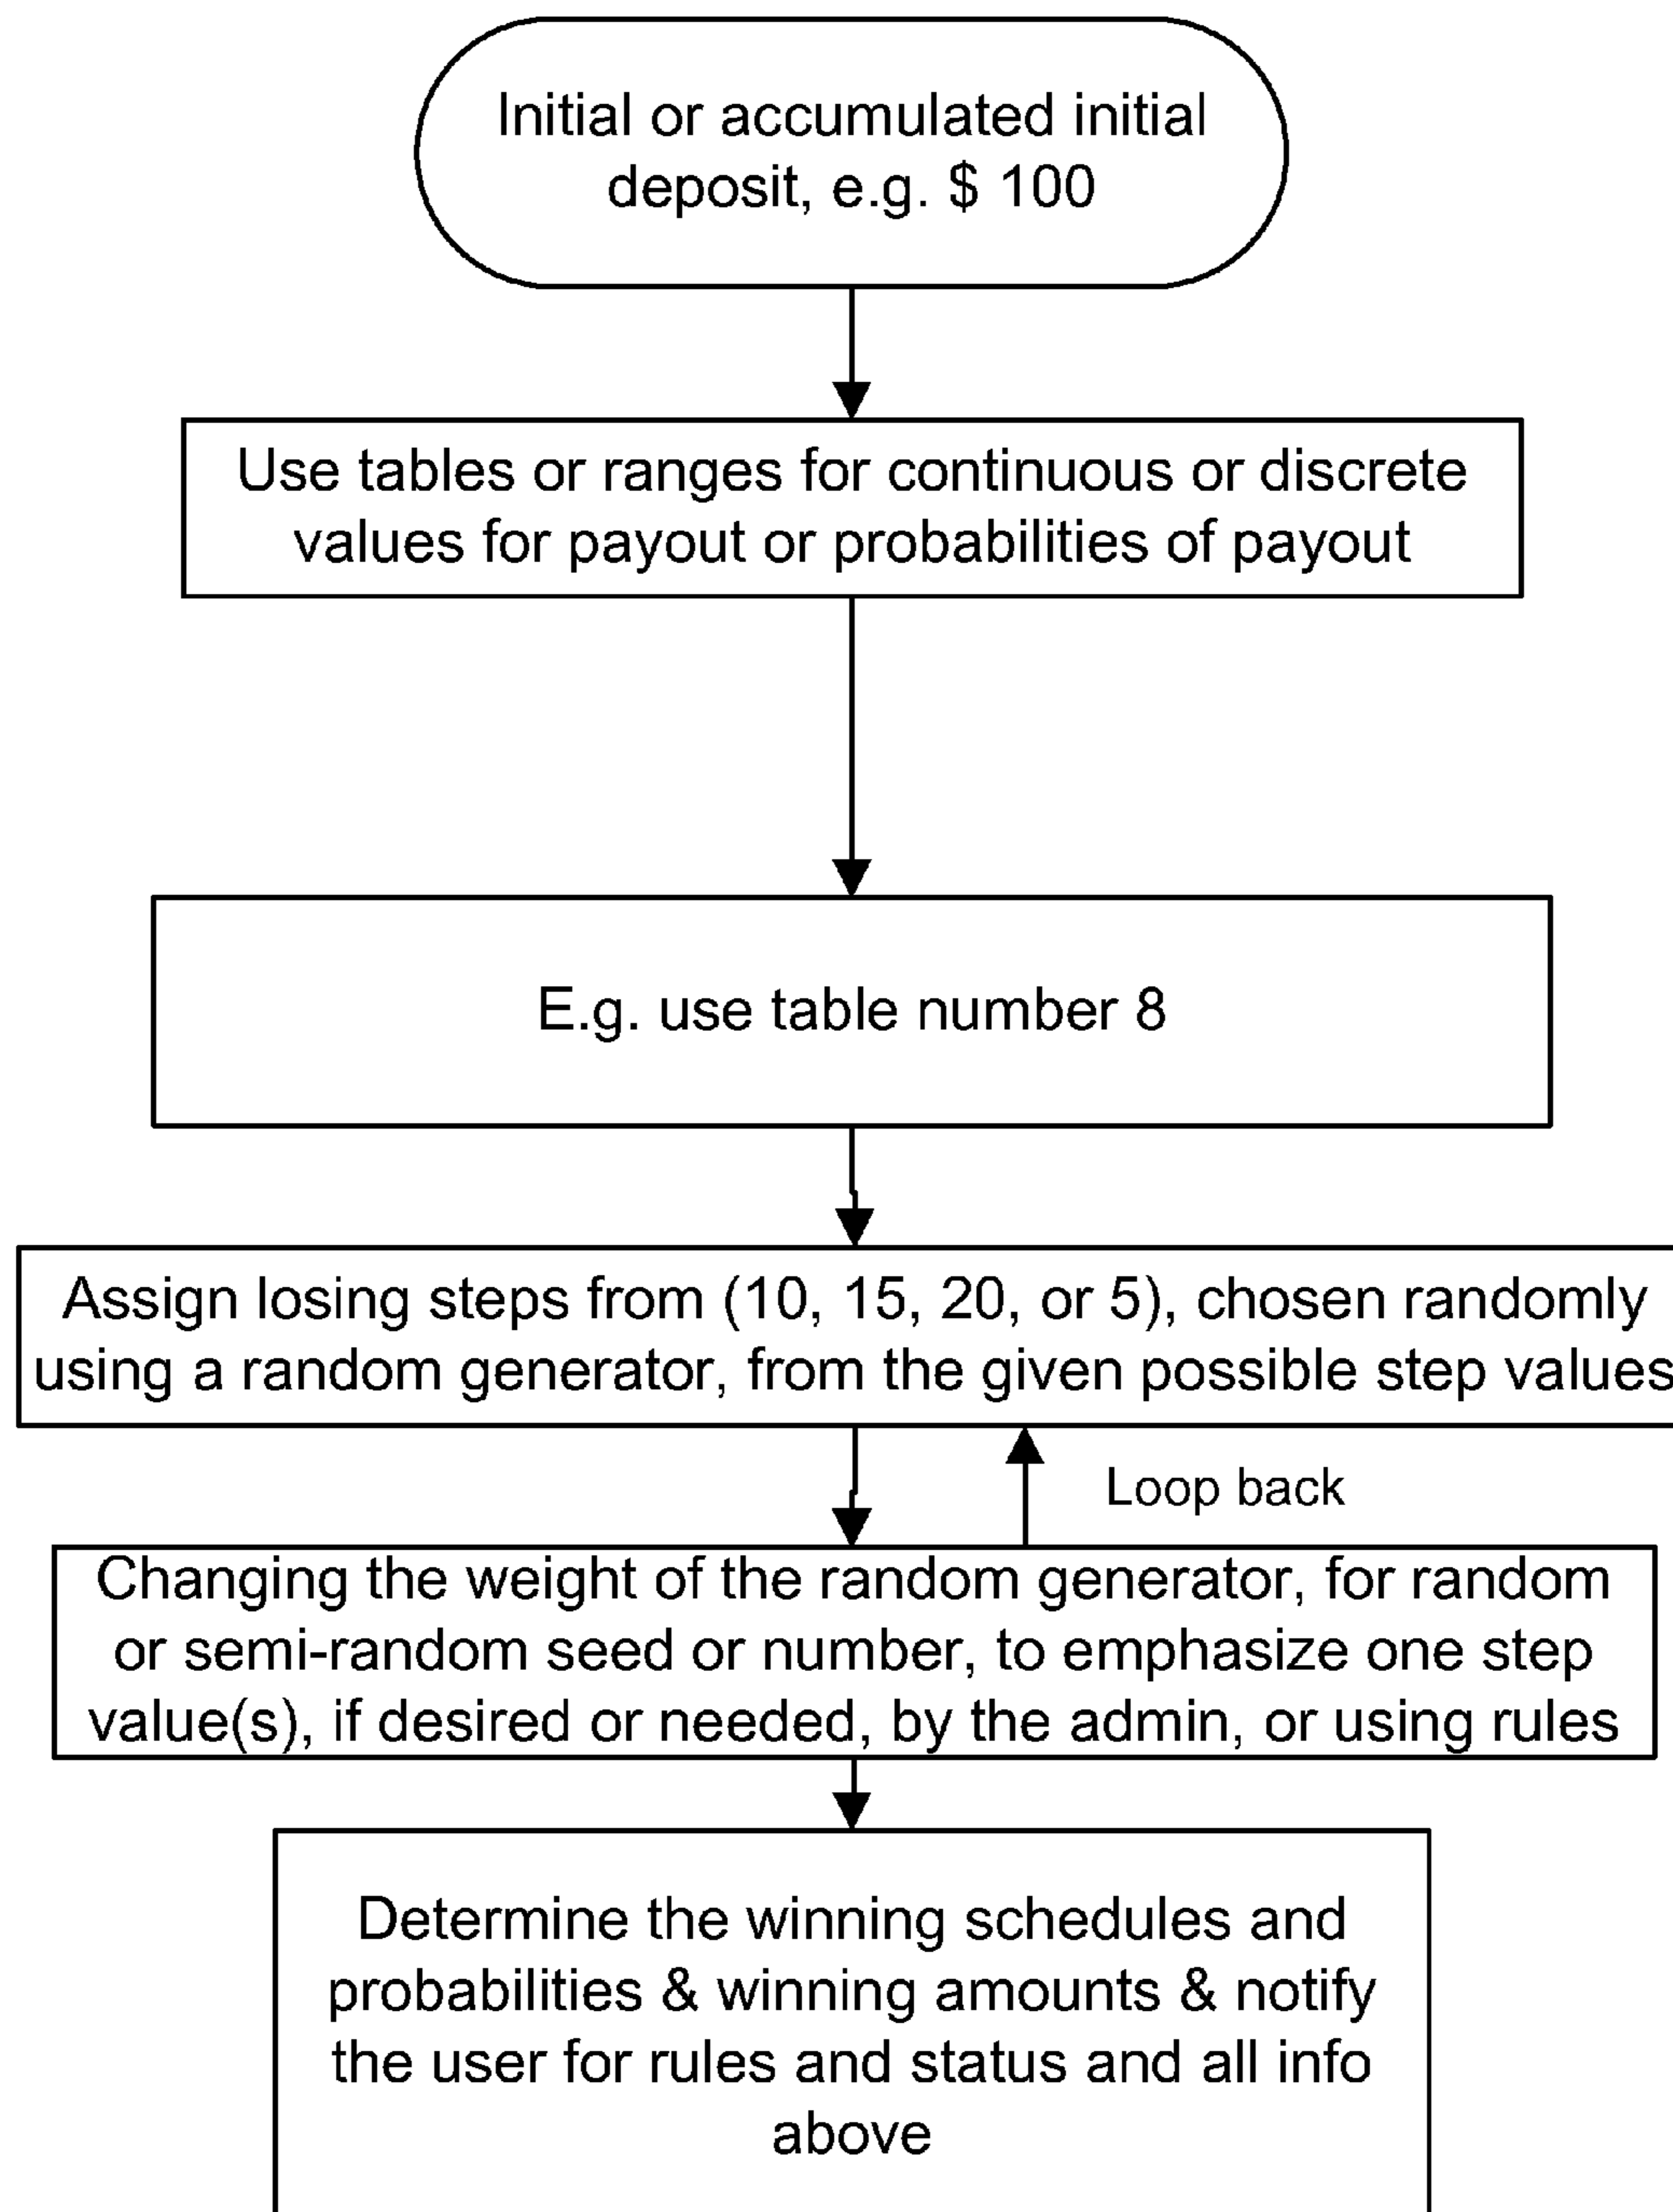 Initial or accumulated initial
deposit, e.g. $ 100
Use tables or ranges for continuous or discrete
values for payout or probabilities of payout
E.g. use table number 8
Assign losing steps from (10, 15, 20, or 5), chosen randomly
using a random generator, from the given possible step values
Loop back
Changing the weight of the random generator, for random
or semi-random seed or number, to emphasize one step
value(s), if desired or needed, by the admin, or using rules
Determine the winning schedules and
probabilities & winning amounts & notify
the user for rules and status and all info
above